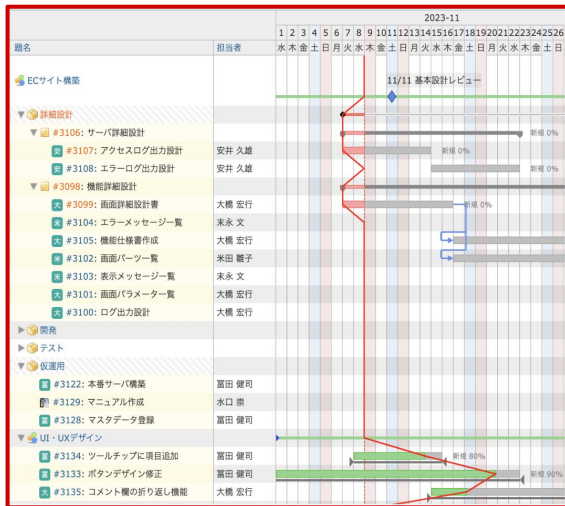 2023-11
1 2 3 4 5 6 7 8 9 10 11 12 13 14 15 16 17 18 19 20 21 22 23 24 25 26
題名 担当者 水 木 金 土 日 月 火 水 木 金 土 日 月 火 水 木 金 土 日 月 火 水 木 金 土 日
ECサイト構築 11/11 基本設計レビュー
詳細設計
#3106: サーバ詳細設計 新規 0%
安 #3107: アクセスログ出力設計 安井 久雄 新規 0%
安 #3108: エラーログ出力設計 安井 久雄 新規 0%
#3098: 機能詳細設計
大 #3099: 画面詳細設計書 大橋 宏行 新規 0%
末 #3104: エラーメッセージ一覧 末永 文
大 #3105: 機能仕様書作成 大橋 宏行
米 #3102: 画面パーツ一覧 米田 離子
末 #3103: 表示メッセージ一覧 末永 文
大 #3101: 画面パラメータ一覧 大橋 宏行
大 #3100: ログ出力設計 大橋 宏行
開発
テスト
仮運用
冨 #3122: 本番サーバ構築 冨田 健司
#3129: マニュアル作成 水口 崇
冨 #3128: マスタデータ登録 冨田 健司
UI・UXデザイン
冨 #3134: ツールチップに項目追加 冨田 健司 新規 80%
冨 #3133: ボタンデザイン修正 冨田 健司 新規 90%
大 #3135: コメント欄の折り返し機能 大橋 宏行